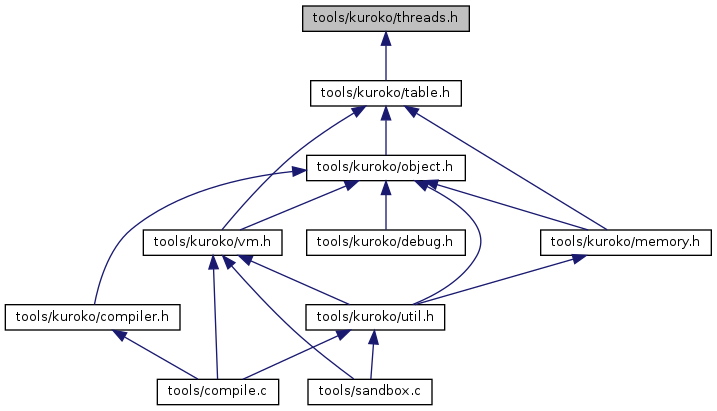 tools/kuroko/threads.h
tools/kuroko/table.h
tools/kuroko/object.h
tools/kuroko/vm.h
tools/kuroko/debug.h
tools/kuroko/memory.h
tools/kuroko/compiler.h
tools/kuroko/util.h
tools/compile.c
tools/sandbox.c